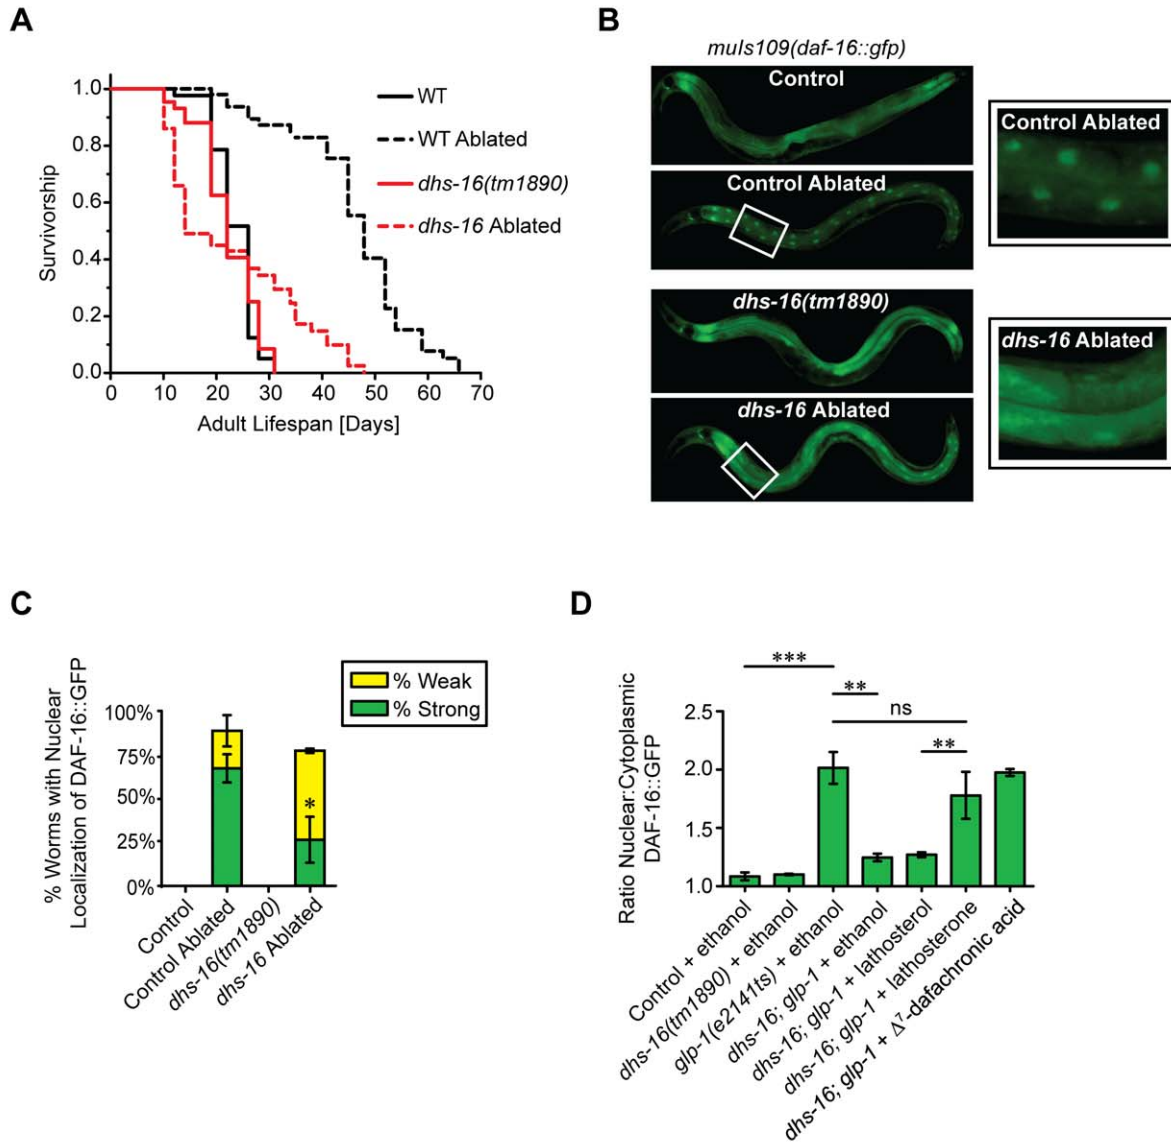 A
1.0
0.8
0.6
0.4
0.2
0.0
0 10 20 30 40 50 60 70
Survivorship
Adult Lifespan [Days]
WT
WT Ablated
dhs-16(tm1890)
dhs-16 Ablated
B
muIs109(daf-16::gfp)
Control
Control Ablated
dhs-16(tm1890)
dhs-16 Ablated
Control Ablated
dhs-16 Ablated
C
% Worms with Nuclear
Localization of DAF-16::GFP
100%
75%
50%
25%
0%
*
% Weak
% Strong
Control
Control Ablated
dhs-16(tm1890)
dhs-16 Ablated
D
Ratio Nuclear:Cytoplasmic
DAF-16::GFP
2.5
2.0
1.5
1.0
***
**
ns
**
Control + ethanol
dhs-16(tm1890) + ethanol
glp-1(e2141ts) + ethanol
dhs-16; glp-1 + ethanol
dhs-16; glp-1 + lathosterol
dhs-16; glp-1 + lathosterone
dhs-16; glp-1 + Δ⁷-dafachronic acid